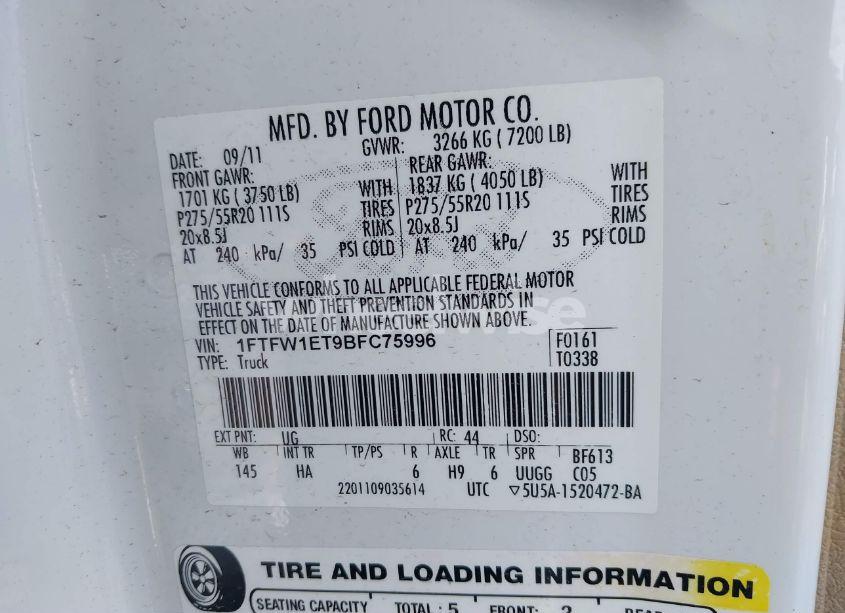 MFD. BY FORD MOTOR CO.
DATE: 09/11 GVWR: 3266 KG ( 7200 LB)
FRONT GAWR: REAR GAWR:
1701 KG ( 3750 LB) WITH 1837 KG ( 4050 LB) WITH
P275/55R20 111S TIRES P275/55R20 111S TIRES
20x8.5J RIMS 20x8.5J RIMS
AT 240 kPa/ 35 PSI COLD AT 240 kPa/ 35 PSI COLD
THIS VEHICLE CONFORMS TO ALL APPLICABLE FEDERAL MOTOR
VEHICLE SAFETY AND THEFT PREVENTION STANDARDS IN
EFFECT ON THE DATE OF MANUFACTURE SHOWN ABOVE.
VIN: 1FTFW1ET9BFC75996 F0161
TYPE: Truck T0338
EXT PNT: UG RC: 44 DSO:
WB INT TR TP/PS R AXLE TR SPR BF613
145 HA 6 H9 6 UUGG C05
2201109035614 UTC ▽5U5A-1520472-BA
TIRE AND LOADING INFORMATION
SEATING CAPACITY TOTAL : 5 FRONT: 2